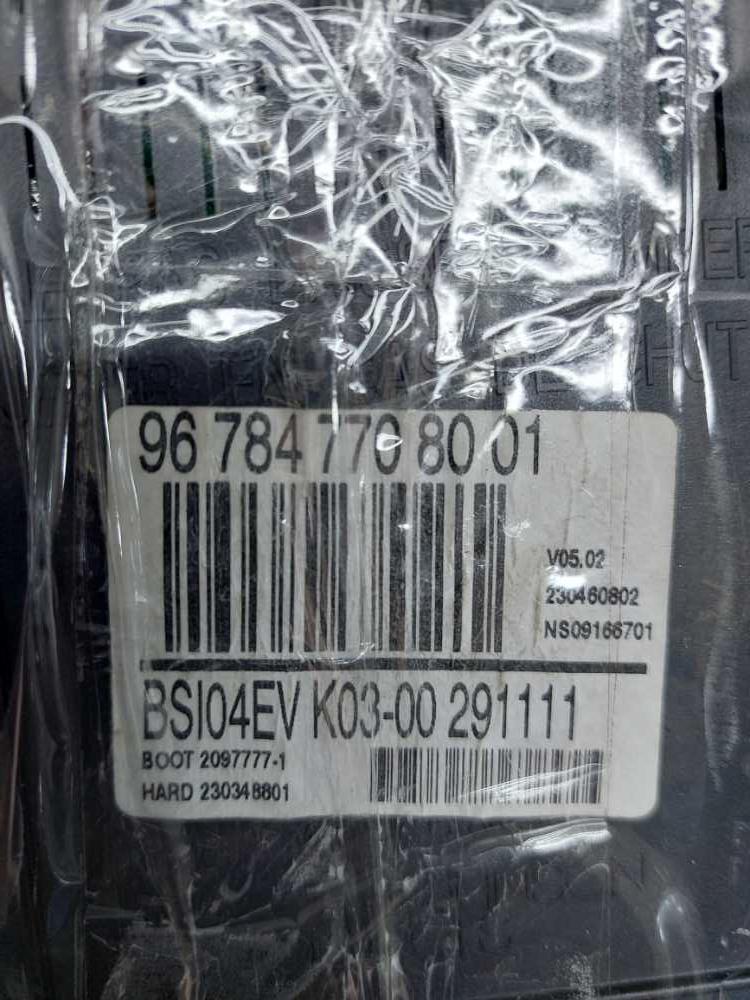 96 784 770 80 01
V05.02
230460802
NS09166701
BSI04EV K03-00 291111
BOOT 2097777-1
HARD 230348801